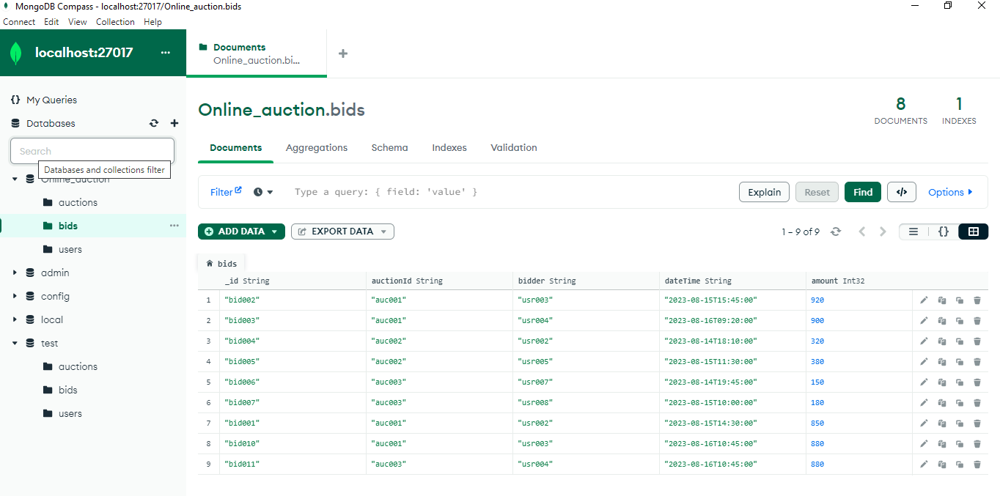 MongoDB Compass - localhost:27017/Online_auction.bids
Connect Edit View Collection Help
localhost:27017 ...
Documents
Online_auction.bi...
My Queries
Databases
Search
Databases and collections filter
Online_auction
auctions
bids
users
admin
config
local
test
auctions
bids
users
Online_auction.bids
8
DOCUMENTS
1
INDEXES
Documents Aggregations Schema Indexes Validation
Filter Type a query: { field: 'value' } Explain Reset Find </> Options
ADD DATA EXPORT DATA 1 – 9 of 9 {}
bids
_id String auctionId String bidder String dateTime String amount Int32
1 "bid002" "auc001" "usr003" "2023-08-15T15:45:00" 920
2 "bid003" "auc001" "usr004" "2023-08-16T09:20:00" 900
3 "bid004" "auc002" "usr002" "2023-08-14T18:10:00" 320
4 "bid005" "auc002" "usr005" "2023-08-15T11:30:00" 380
5 "bid006" "auc003" "usr007" "2023-08-14T19:45:00" 150
6 "bid007" "auc003" "usr008" "2023-08-15T10:00:00" 180
7 "bid001" "auc001" "usr002" "2023-08-15T14:30:00" 850
8 "bid010" "auc001" "usr003" "2023-08-16T10:45:00" 880
9 "bid011" "auc003" "usr004" "2023-08-16T10:45:00" 880